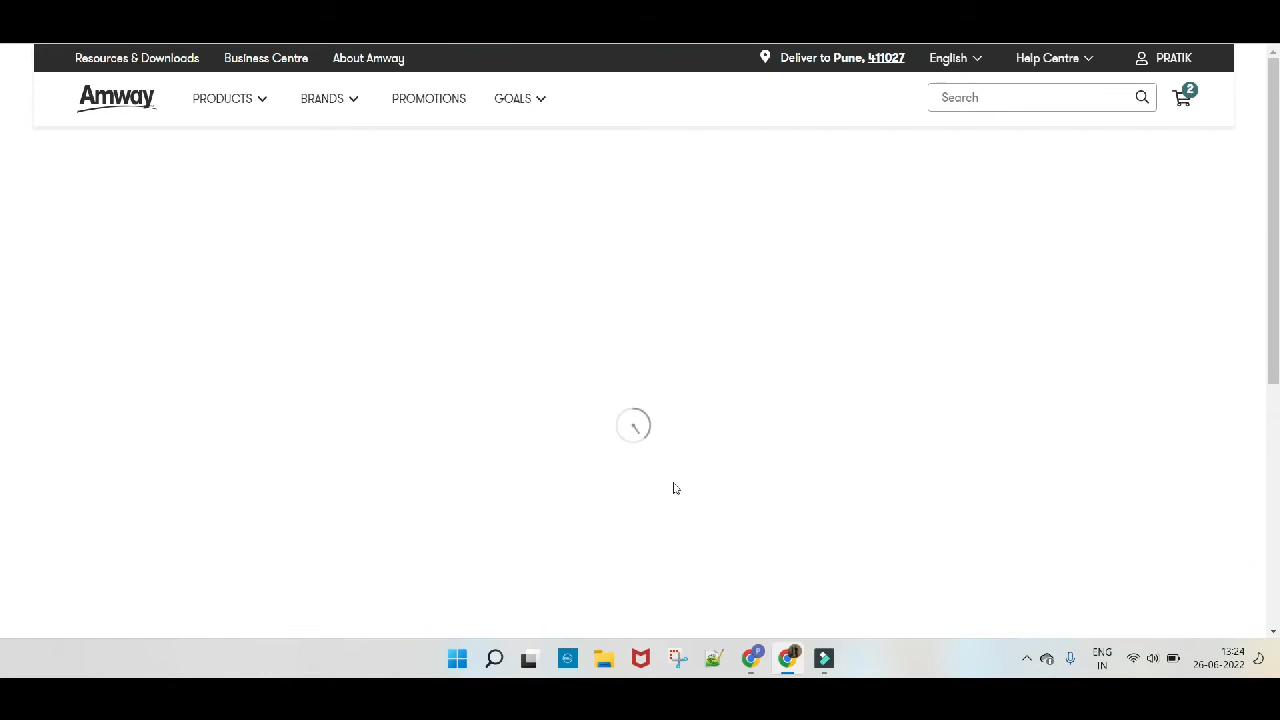 Resources & Downloads Business Centre About Amway Deliver to Pune, 411027 English Help Centre PRATIK
Amway PRODUCTS BRANDS PROMOTIONS GOALS Search 2
P
ENG
IN
13:24
26-06-2022